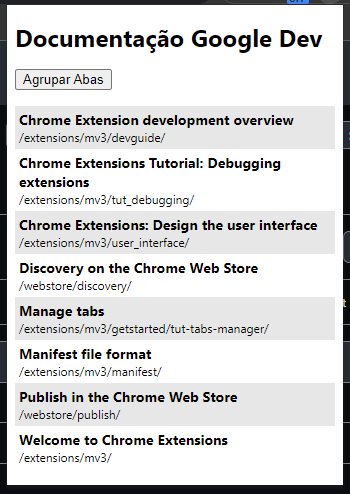 Documentação Google Dev
Agrupar Abas
Chrome Extension development overview
/extensions/mv3/devguide/
Chrome Extensions Tutorial: Debugging
extensions
/extensions/mv3/tut_debugging/
Chrome Extensions: Design the user interface
/extensions/mv3/user_interface/
Discovery on the Chrome Web Store
/webstore/discovery/
Manage tabs
/extensions/mv3/getstarted/tut-tabs-manager/
Manifest file format
/extensions/mv3/manifest/
Publish in the Chrome Web Store
/webstore/publish/
Welcome to Chrome Extensions
/extensions/mv3/